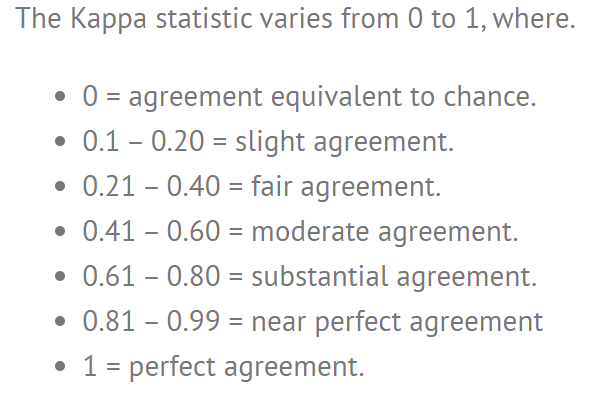 The Kappa statistic varies from 0 to 1, where.
• 0 = agreement equivalent to chance.
• 0.1 – 0.20 = slight agreement.
• 0.21 – 0.40 = fair agreement.
• 0.41 – 0.60 = moderate agreement.
• 0.61 – 0.80 = substantial agreement.
• 0.81 – 0.99 = near perfect agreement
• 1 = perfect agreement.